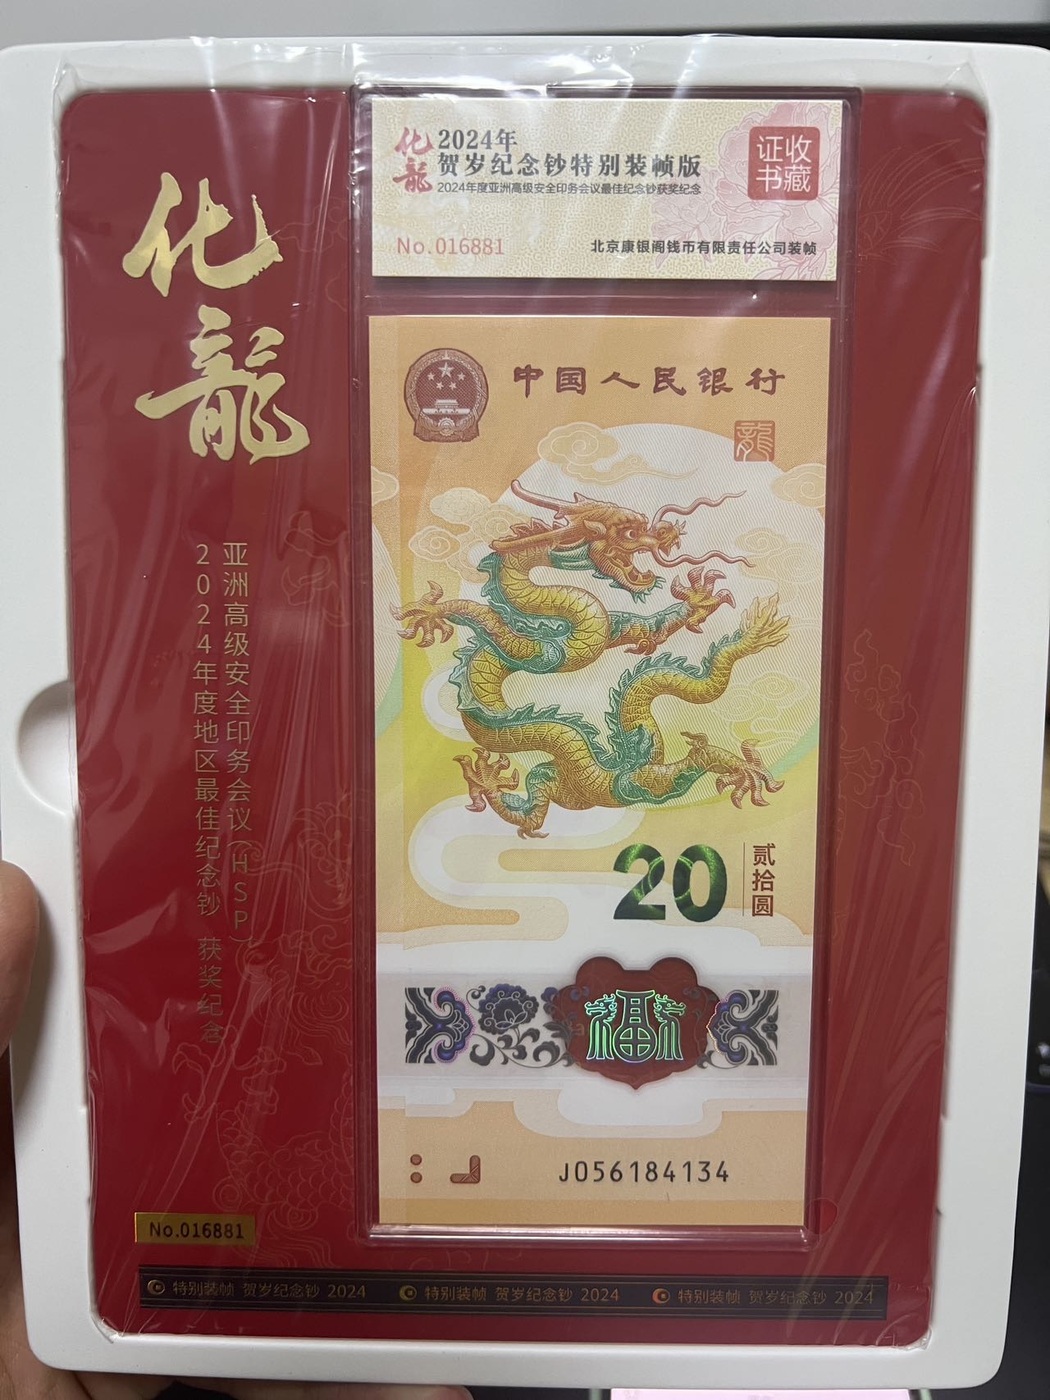 化龍
2024年
贺岁纪念钞特别装帧版
2024年度亚洲高级安全印务会议最佳纪念钞获奖纪念
收藏证书
No.016881
北京康银阁钱币有限责任公司装帧
化龍
亚洲高级安全印务会议(HSP)
2024年度地区最佳纪念钞 获奖纪念
中国人民银行
龍
20
贰拾圆
福
J056184134
No.016881
特别装帧 贺岁纪念钞 2024
特别装帧 贺岁纪念钞 2024
特别装帧 贺岁纪念钞 2024